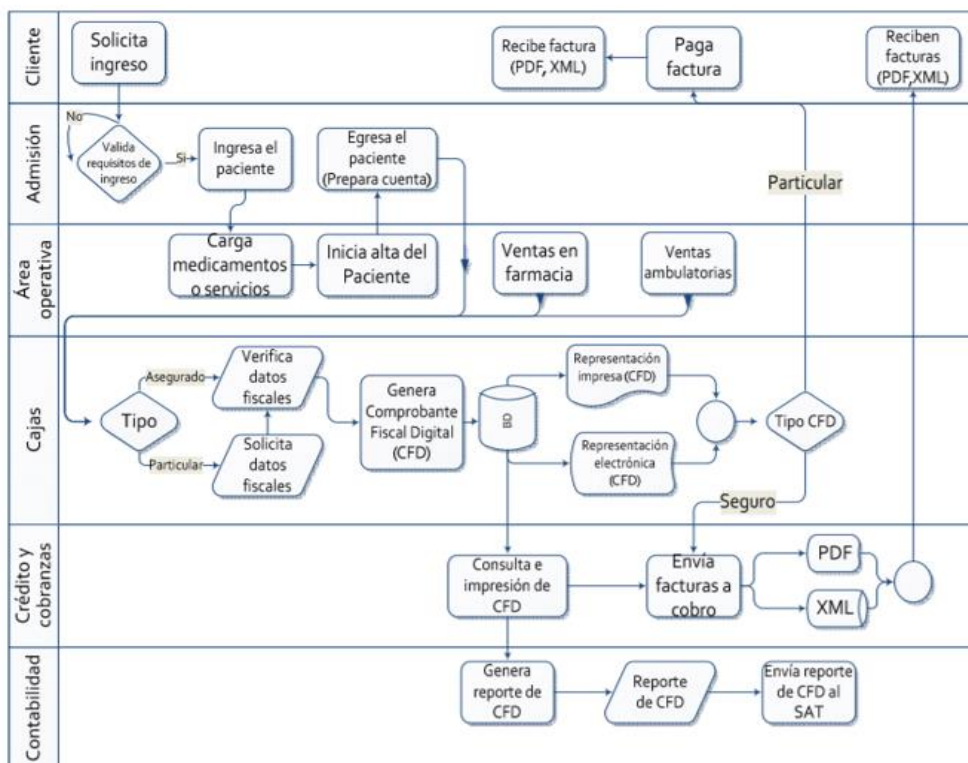 Cliente
Solicita
ingreso
Recibe factura
(PDF, XML)
Paga
factura
Reciben
facturas
(PDF,XML)
Admisión
No
Valida
requisitos de
ingreso
Si
Ingresa el
paciente
Egresa el
paciente
(Prepara cuenta)
Particular
Área
operativa
Carga
medicamentos
o servicios
Inicia alta del
Paciente
Ventas en
farmacia
Ventas
ambulatorias
Cajas
Tipo
Asegurado
Particular
Verifica
datos
fiscales
Solicita
datos
fiscales
Genera
Comprobante
Fiscal Digital
(CFD)
BD
Representación
impresa (CFD)
Representación
electrónica
(CFD)
Tipo CFD
Seguro
Crédito y
cobranzas
Consulta e
impresión de
CFD
Envía
facturas a
cobro
PDF
XML
Contabilidad
Genera
reporte de
CFD
Reporte
de CFD
Envía reporte
de CFD al
SAT